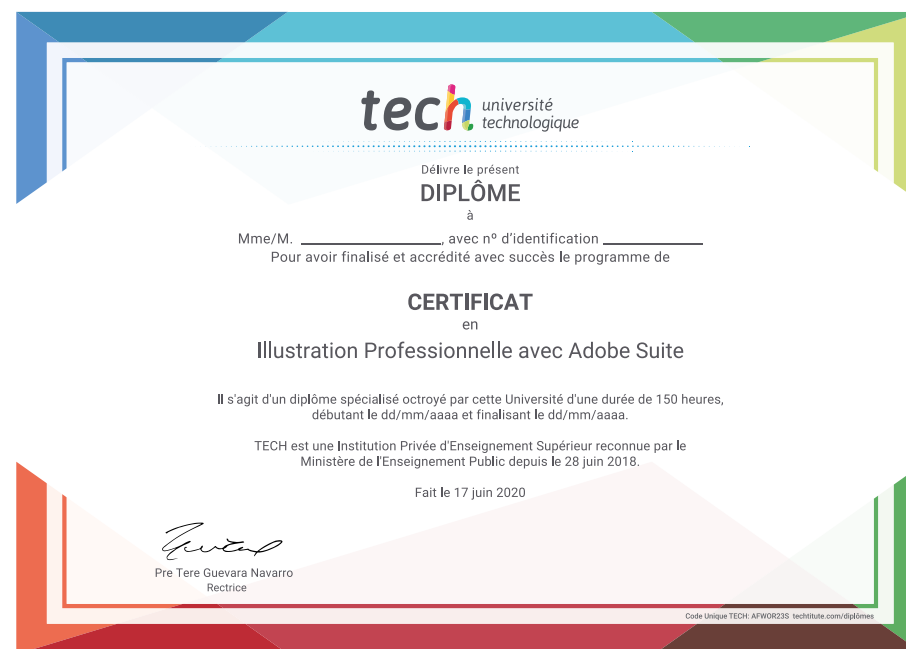 tech université
technologique
Délivre le présent
DIPLÔME
à
Mme/M. ____________________, avec nº d'identification ______________
Pour avoir finalisé et accrédité avec succès le programme de
CERTIFICAT
en
Illustration Professionnelle avec Adobe Suite
Il s'agit d'un diplôme spécialisé octroyé par cette Université d'une durée de 150 heures,
débutant le dd/mm/aaaa et finalisant le dd/mm/aaaa.
TECH est une Institution Privée d'Enseignement Supérieur reconnue par le
Ministère de l'Enseignement Public depuis le 28 juin 2018.
Fait le 17 juin 2020
Pre Tere Guevara Navarro
Rectrice
Code Unique TECH: AFWOR23S techtitute.com/diplômes